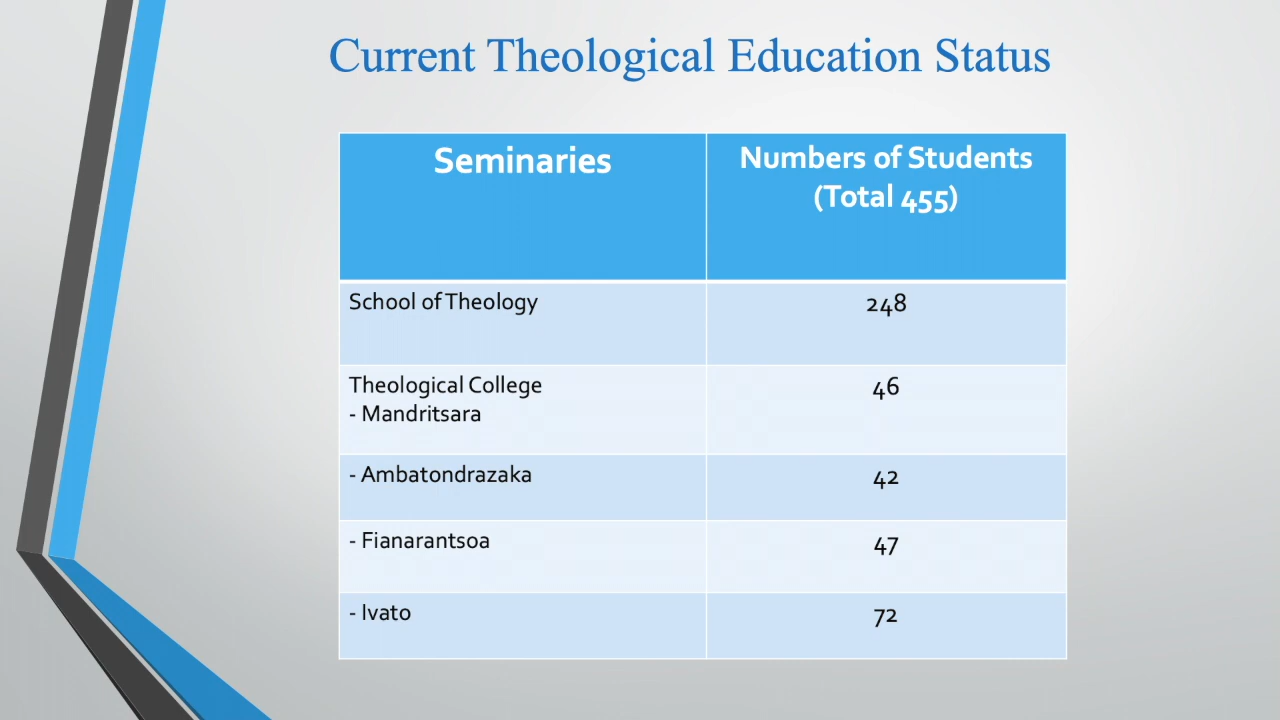 Current Theological Education Status
Seminaries
Numbers of Students
(Total 455)
School of Theology
248
Theological College
- Mandritsara
46
- Ambatondrazaka
42
- Fianarantsoa
47
- Ivato
72